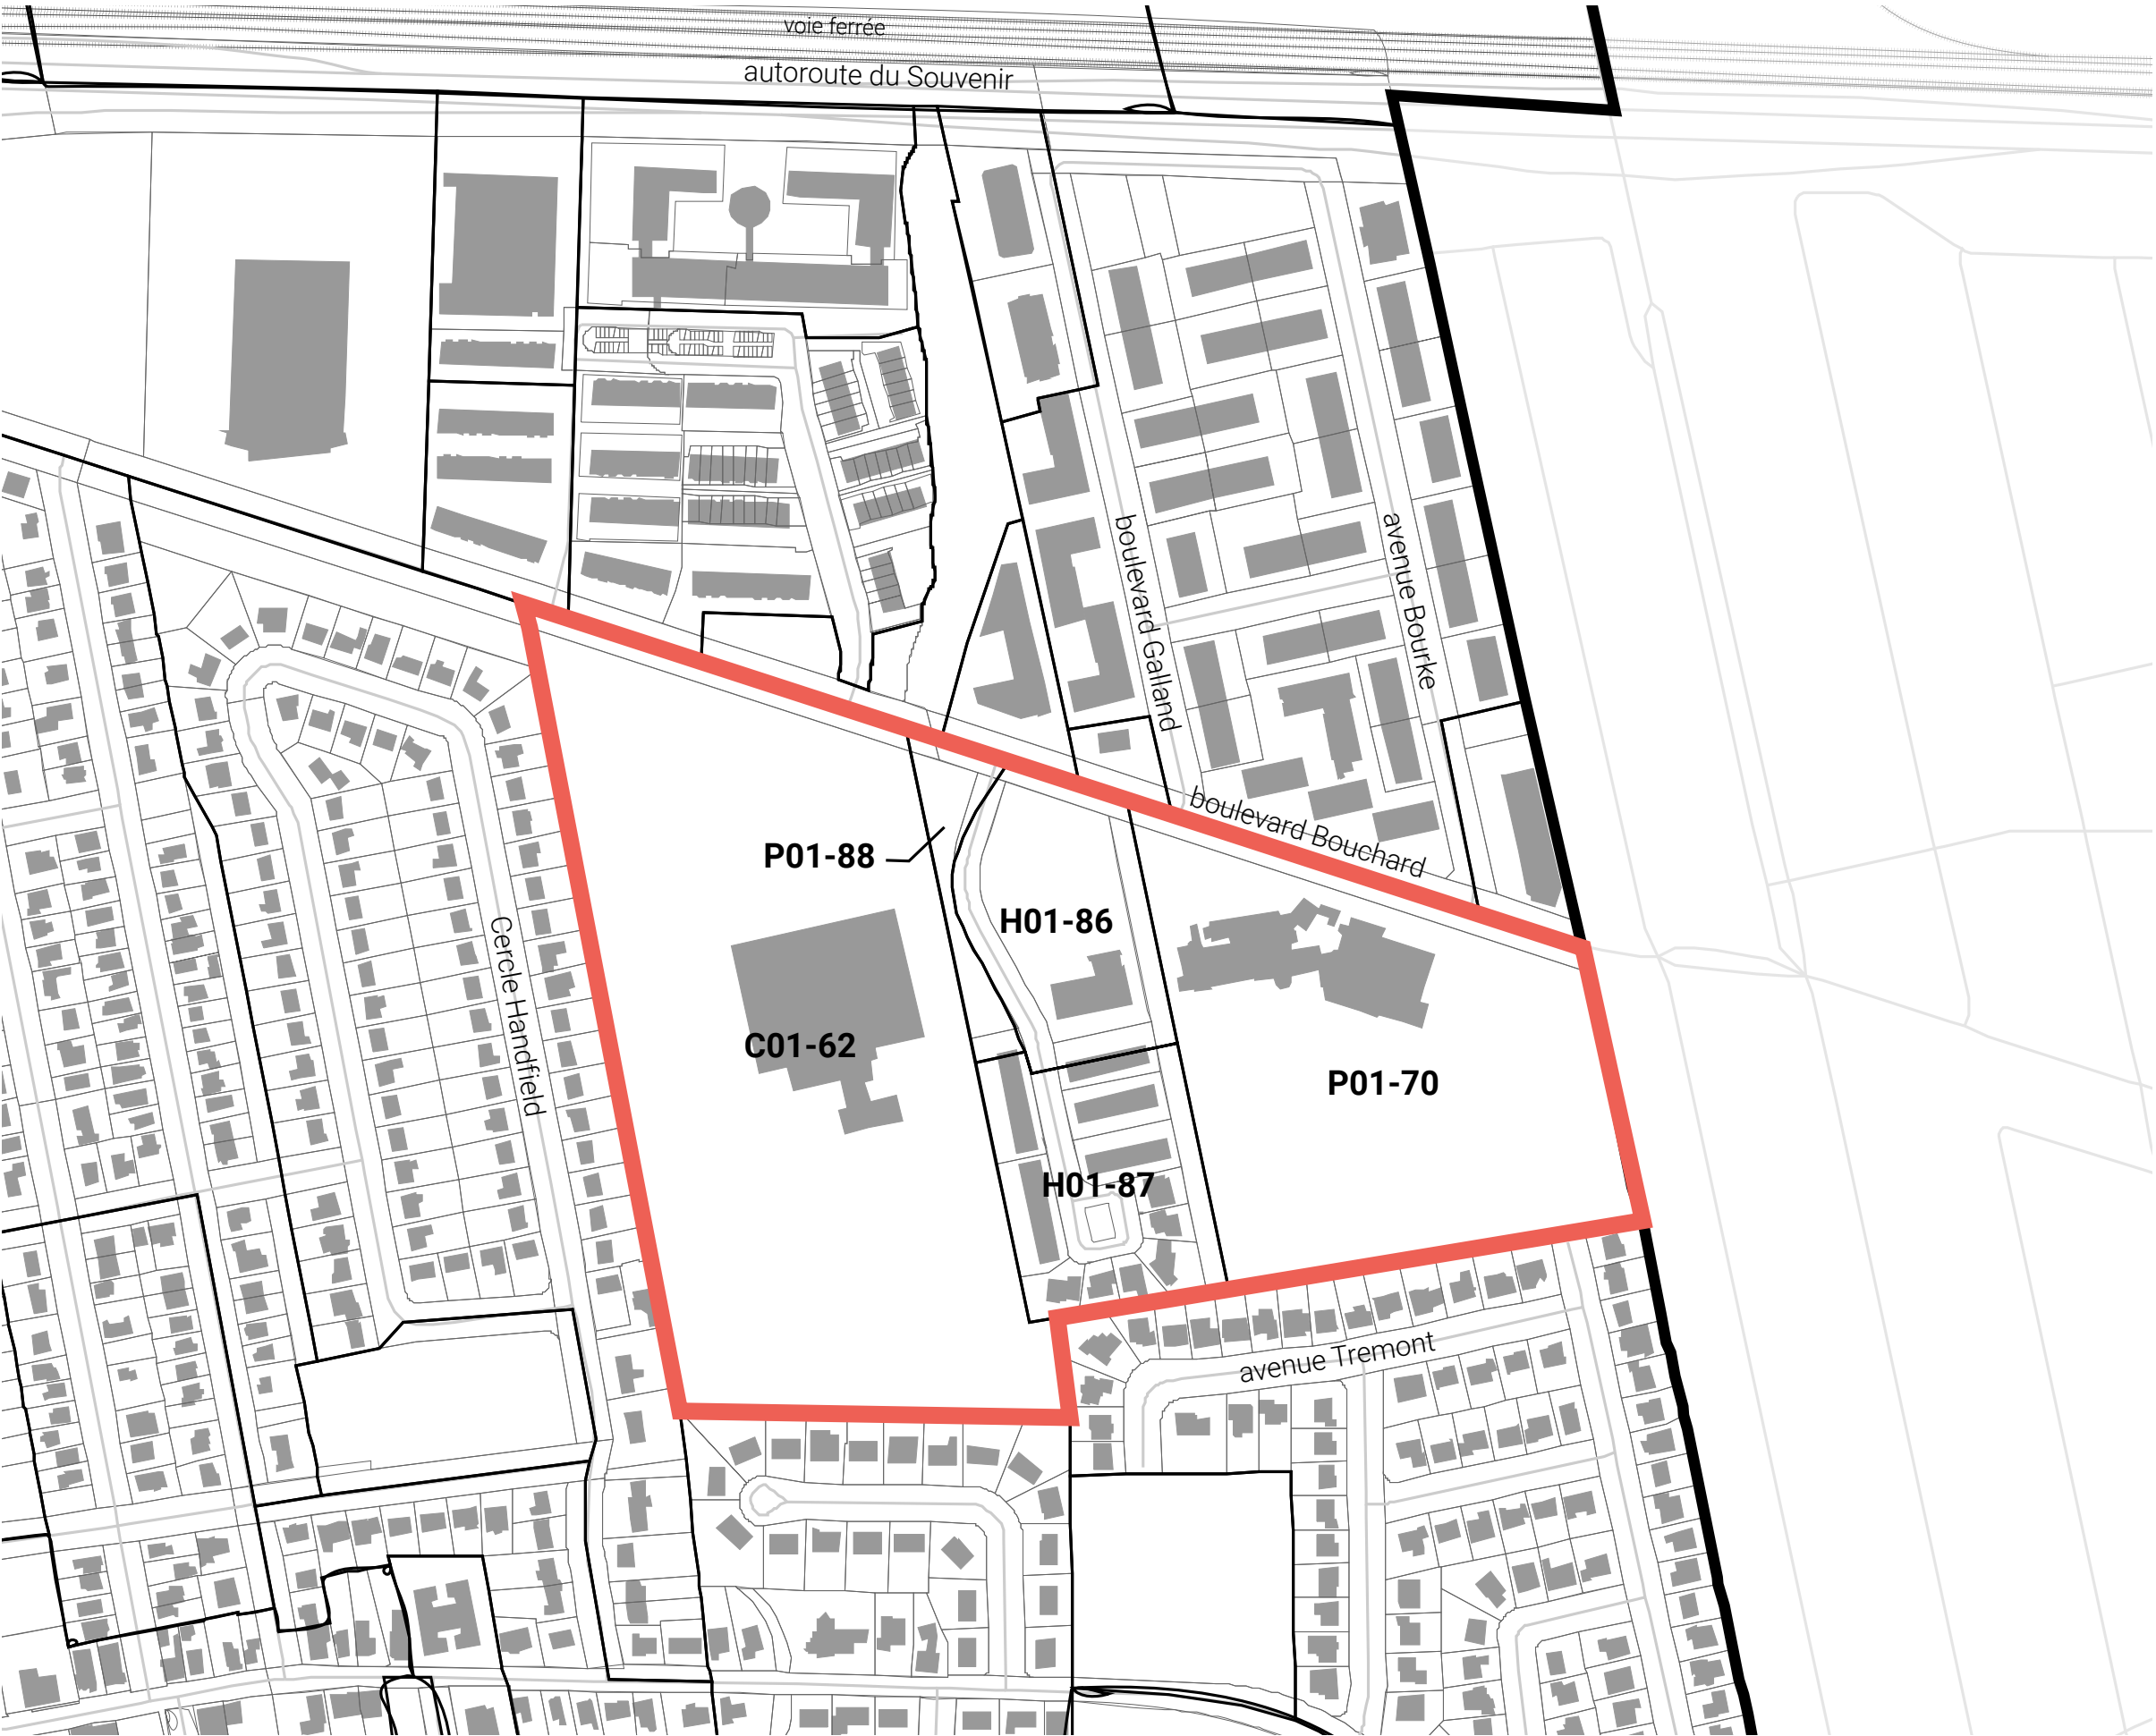 voie ferrée
autoroute du Souvenir
boulevard Galland
avenue Bourke
boulevard Bouchard
P01-88
H01-86
Cercle Handfield
C01-62
P01-70
H01-87
avenue Tremont